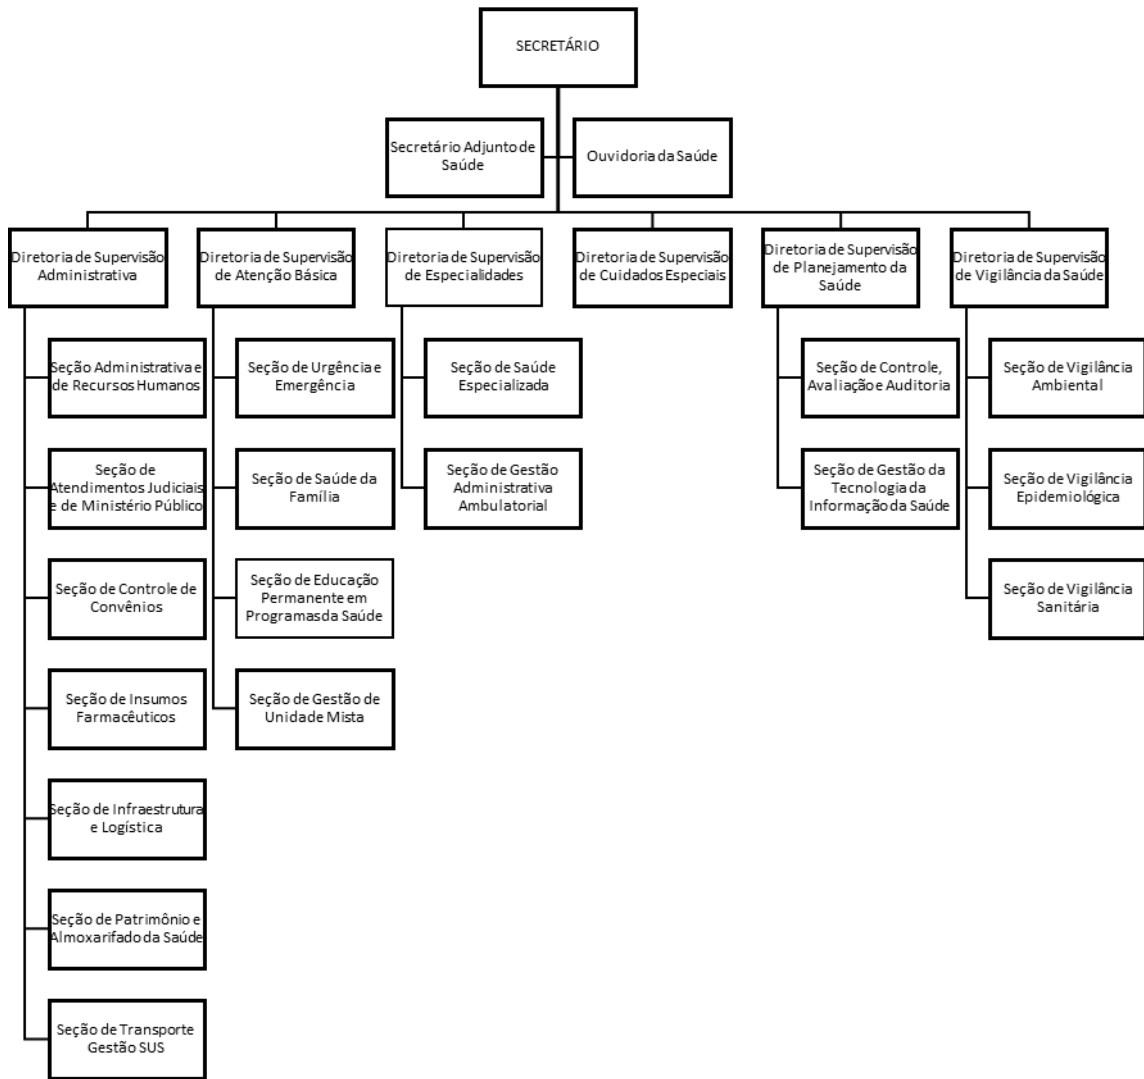 SECRETÁRIO
Secretário Adjunto de
Saúde
Ouvidoria da Saúde
Diretoria de Supervisão
Administrativa
Diretoria de Supervisão
de Atenção Básica
Diretoria de Supervisão
de Especialidades
Diretoria de Supervisão
de Cuidados Especiais
Diretoria de Supervisão
de Planejamento da
Saúde
Diretoria de Supervisão
de Vigilância da Saúde
Seção Administrativa e
de Recursos Humanos
Seção de
Atendimentos Judiciais
e de Ministério Público
Seção de Controle de
Convênios
Seção de Insumos
Farmacêuticos
Seção de Infraestrutura
e Logística
Seção de Patrimônio e
Almoxarifado da Saúde
Seção de Transporte
Gestão SUS
Seção de Urgência e
Emergência
Seção de Saúde da
Família
Seção de Educação
Permanente em
Programas da Saúde
Seção de Gestão de
Unidade Mista
Seção de Saúde
Especializada
Seção de Gestão
Administrativa
Ambulatorial
Seção de Controle,
Avaliação e Auditoria
Seção de Gestão da
Tecnologia da
Informação da Saúde
Seção de Vigilância
Ambiental
Seção de Vigilância
Epidemiológica
Seção de Vigilância
Sanitária